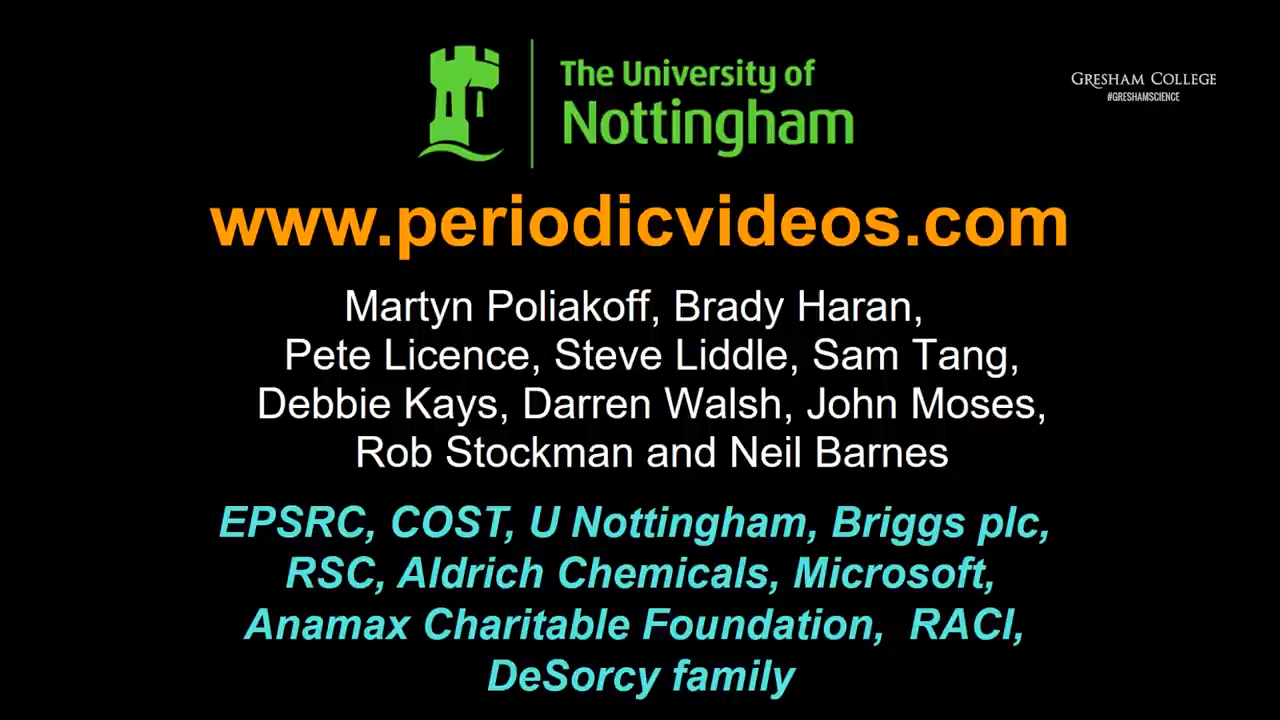 The University of
Nottingham
GRESHAM COLLEGE
#GRESHAMSCIENCE
www.periodicvideos.com
Martyn Poliakoff, Brady Haran,
Pete Licence, Steve Liddle, Sam Tang,
Debbie Kays, Darren Walsh, John Moses,
Rob Stockman and Neil Barnes
EPSRC, COST, U Nottingham, Briggs plc,
RSC, Aldrich Chemicals, Microsoft,
Anamax Charitable Foundation, RACI,
DeSorcy family